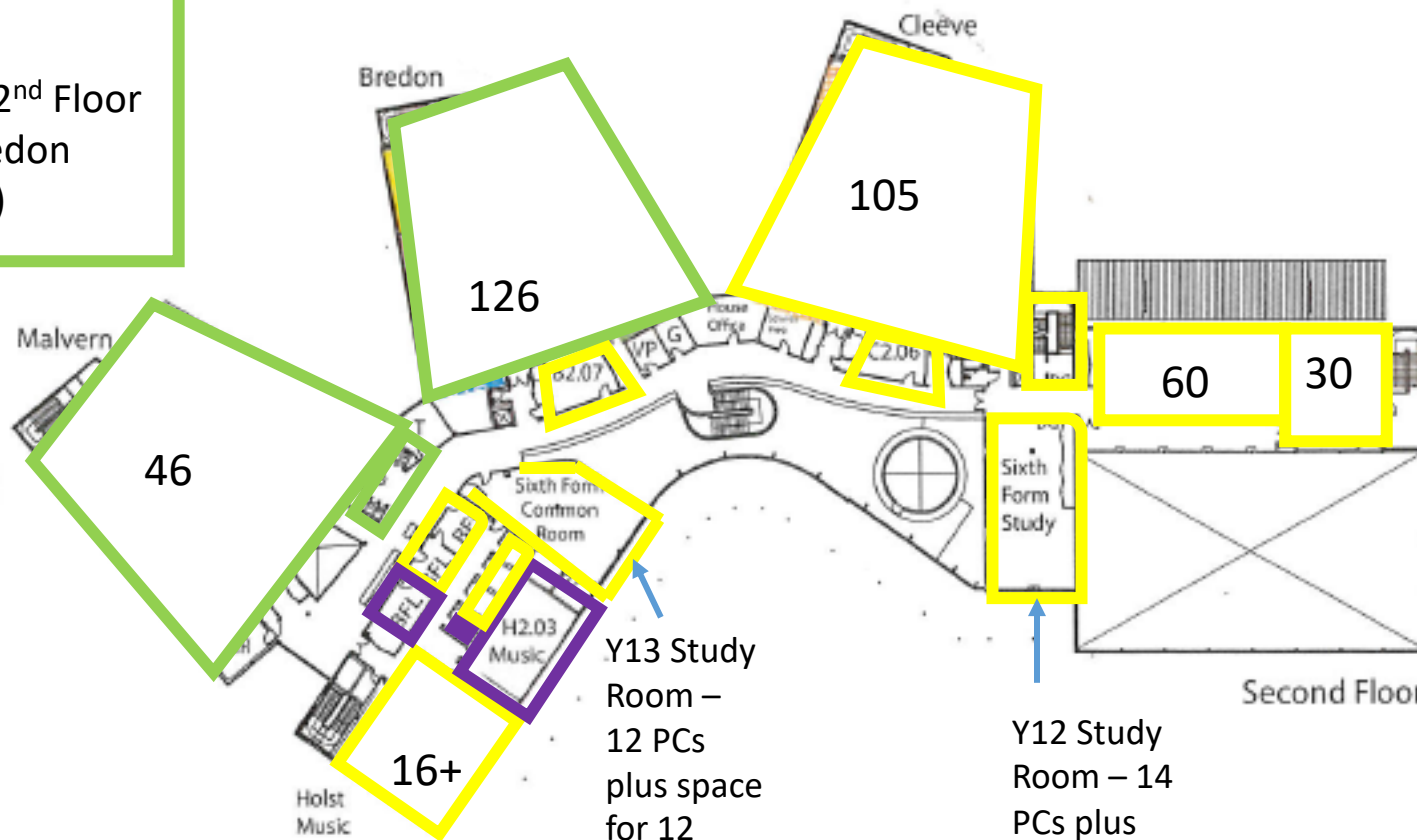 2nd Floor
edon
)
Cleeve
Bredon
105
126
Malvern
House
Office
VP
G
C2.06
B2.07
60
30
46
Sixth Form
Common
Room
Sixth
Form
Study
BFL
H2.03
Music
Y13 Study
Room –
12 PCs
plus space
for 12
Second Floor
Y12 Study
Room – 14
PCs plus
16+
Holst
Music